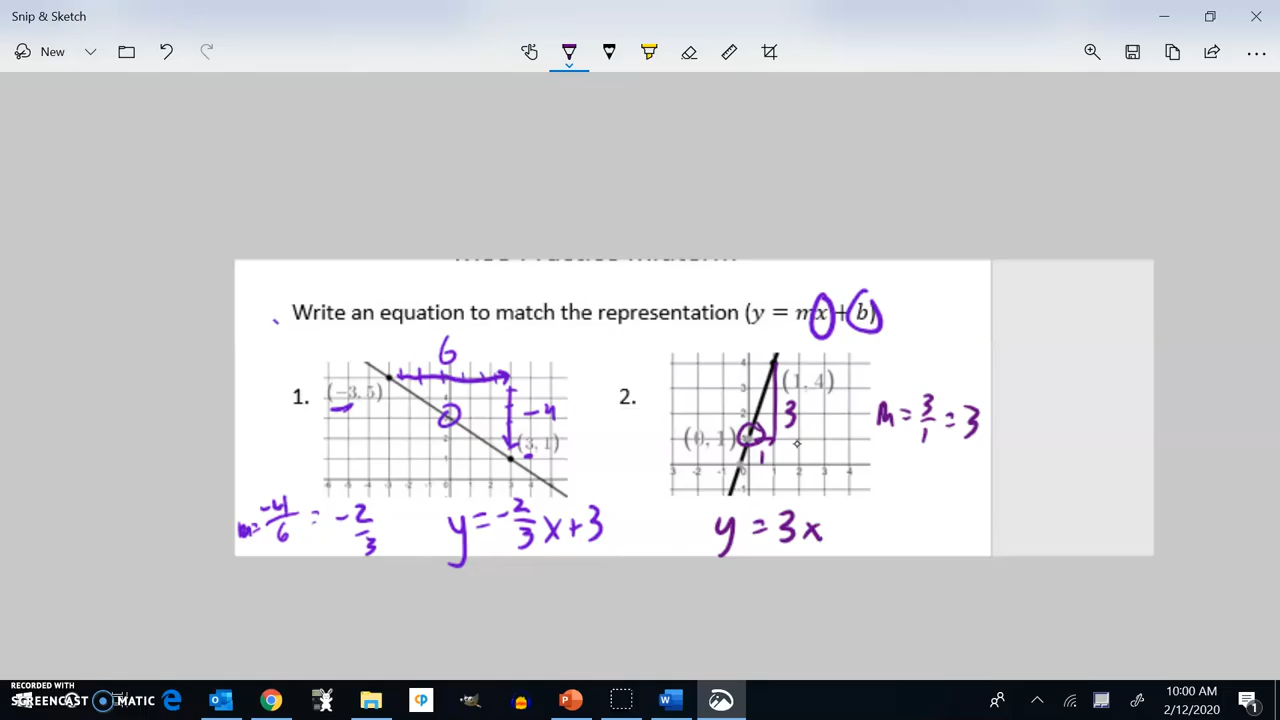 Snip & Sketch
New
Write an equation to match the representation (y = mx + b)
1.
6
(−3, 5)
-4
(3, 1)
m= -4/6 = -2/3
y = -2/3 x + 3
2.
(1, 4)
(0, 1)
3
1
m = 3/1 = 3
y = 3x
RECORDED WITH
SCREENCAST MATIC
10:00 AM
2/12/2020